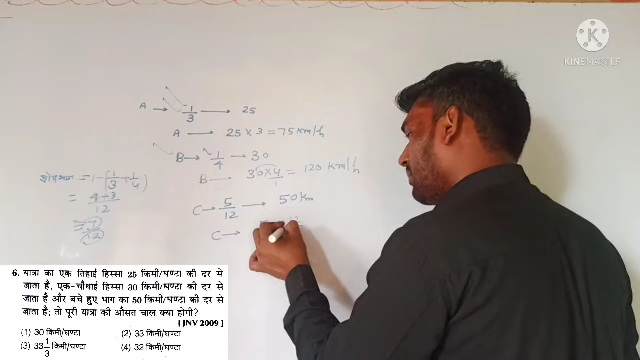 KINEMASTER
A → 1/3 → 25
A → 25 × 3 = 75 km/h
B → 1/4 → 30
B → 30 × 4/1 = 120 km/h
शेषभाग = 1 - (1/3 + 1/4)
= 4+3/12
= 7/12
C → 5/12 → 50 km
C →
6. यात्रा का एक तिहाई हिस्सा 25 किमी/घण्टा की दर से
जाता है, एक-चौथाई हिस्सा 30 किमी/घण्टा की दर से
जाता है और बचे हुए भाग का 50 किमी/घण्टा की दर से
जाता है; तो पूरी यात्रा की औसत चाल क्या होगी?
[JNV 2009]
(1) 30 किमी/घण्टा (2) 33 किमी/घण्टा
(3) 33 1/3 किमी/घण्टा (4) 32 किमी/घण्टा